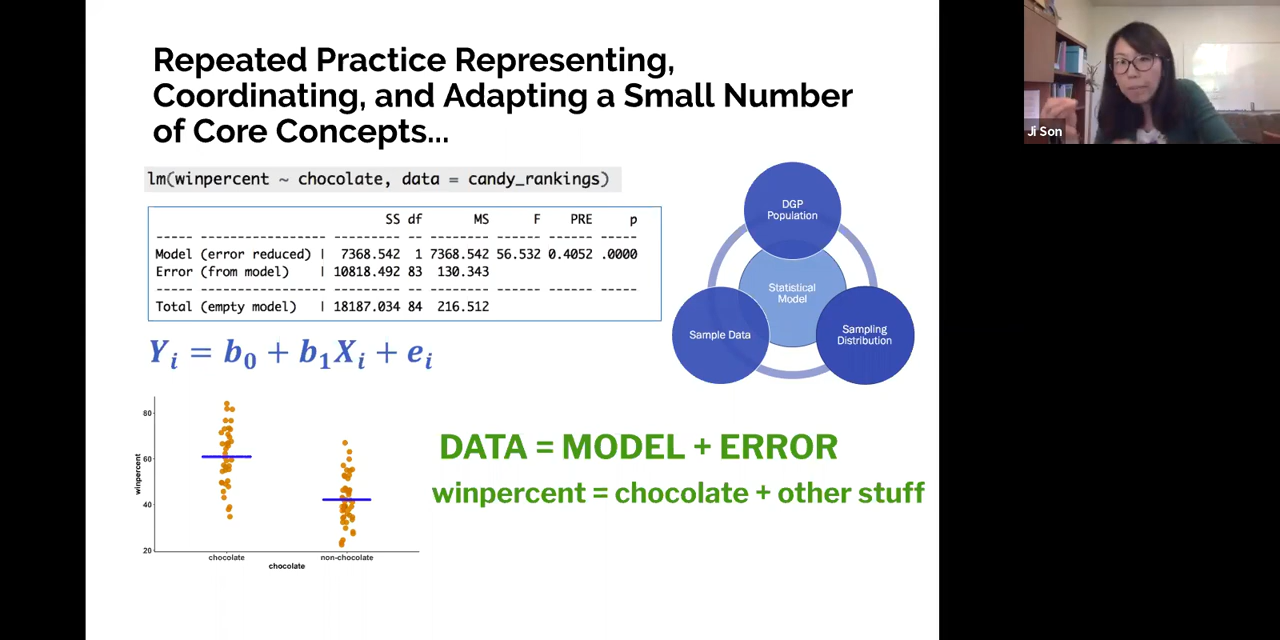 Repeated Practice Representing,
Coordinating, and Adapting a Small Number
of Core Concepts...
lm(winpercent ~ chocolate, data = candy_rankings)
SS df MS F PRE p
----- --------------- | --------- -- -------- ------ ------ -----
Model (error reduced) | 7368.542 1 7368.542 56.532 0.4052 .0000
Error (from model) | 10818.492 83 130.343
----- --------------- | --------- -- -------- ------ ------ -----
Total (empty model) | 18187.034 84 216.512
Yᵢ = b₀ + b₁Xᵢ + eᵢ
DGP
Population
Statistical
Model
Sample Data
Sampling
Distribution
80
60
40
20
winpercent
chocolate
non-chocolate
chocolate
DATA = MODEL + ERROR
winpercent = chocolate + other stuff
Ji Son